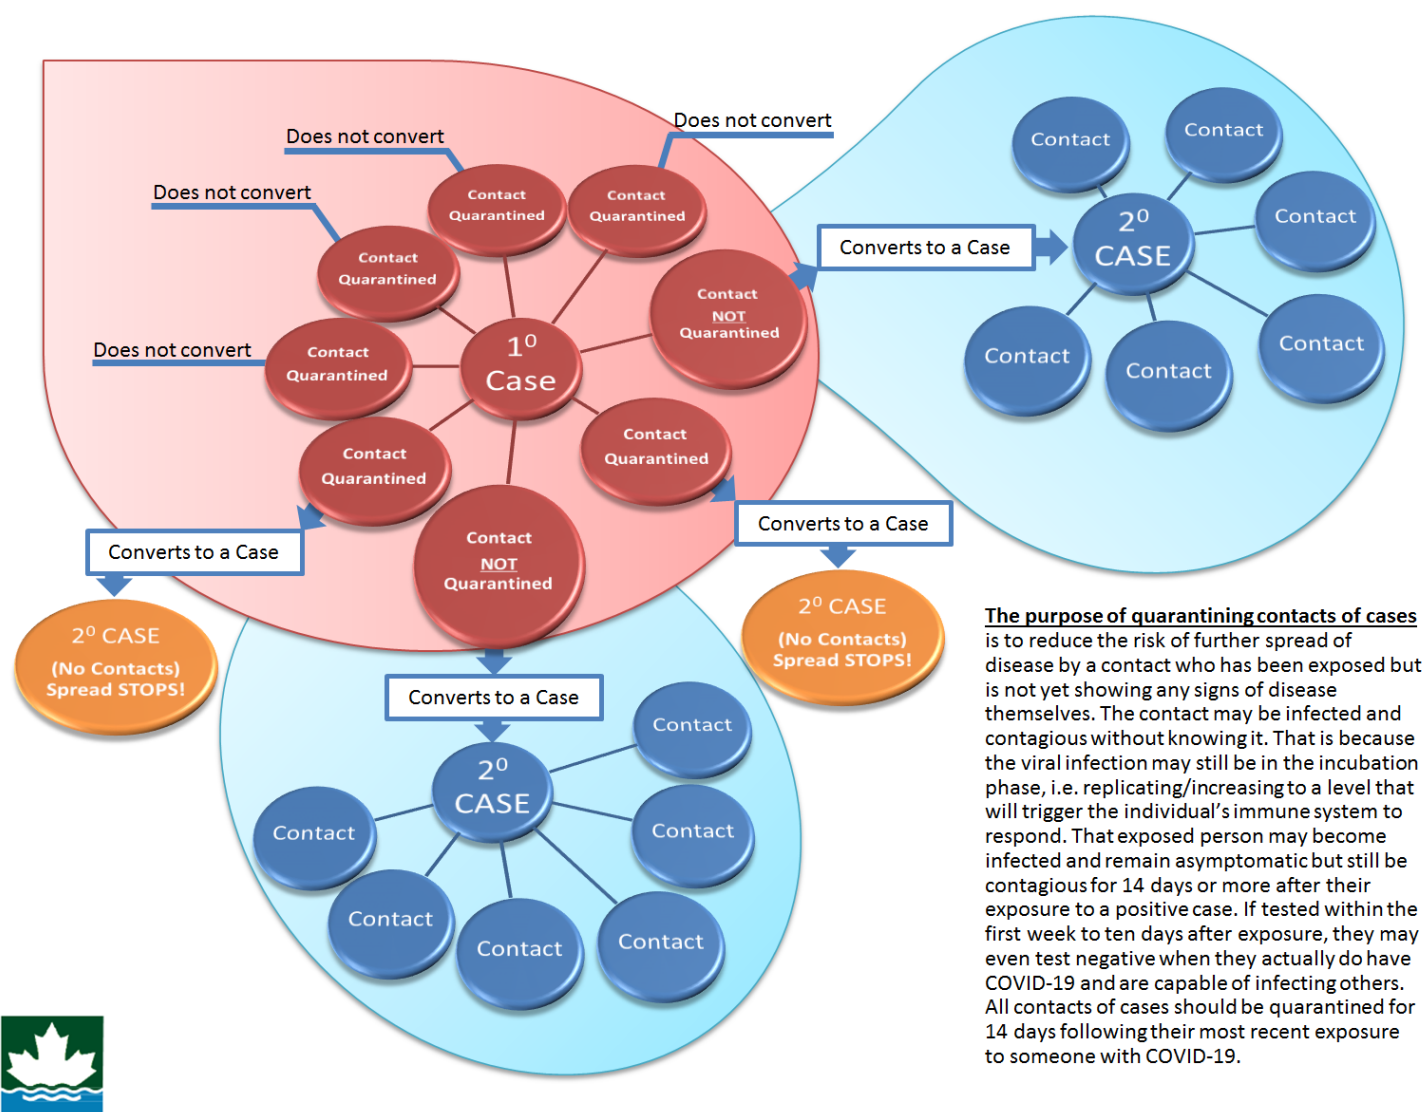 Does not convert
Does not convert
Does not convert
Does not convert
Contact
Quarantined
Contact
Quarantined
Contact
Quarantined
Contact
Quarantined
Contact
Quarantined
Contact
NOT
Quarantined
Contact
Quarantined
Contact
NOT
Quarantined
1⁰
Case
Converts to a Case
2⁰
CASE
Contact
Contact
Contact
Contact
Contact
Contact
Converts to a Case
2⁰ CASE
(No Contacts)
Spread STOPS!
Converts to a Case
2⁰ CASE
(No Contacts)
Spread STOPS!
Converts to a Case
2⁰
CASE
Contact
Contact
Contact
Contact
Contact
Contact
The purpose of quarantining contacts of cases
is to reduce the risk of further spread of
disease by a contact who has been exposed but
is not yet showing any signs of disease
themselves. The contact may be infected and
contagious without knowing it. That is because
the viral infection may still be in the incubation
phase, i.e. replicating/increasing to a level that
will trigger the individual’s immune system to
respond. That exposed person may become
infected and remain asymptomatic but still be
contagious for 14 days or more after their
exposure to a positive case. If tested within the
first week to ten days after exposure, they may
even test negative when they actually do have
COVID-19 and are capable of infecting others.
All contacts of cases should be quarantined for
14 days following their most recent exposure
to someone with COVID-19.